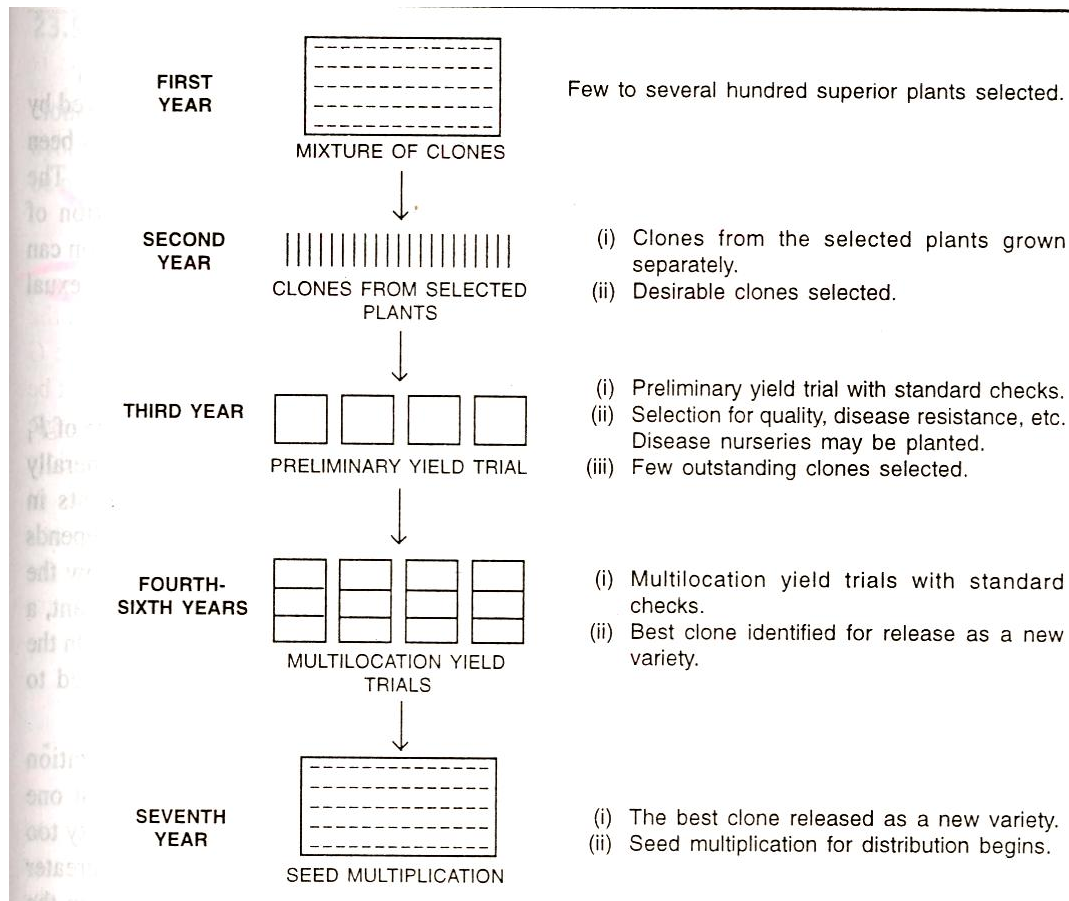 FIRST
YEAR
MIXTURE OF CLONES
Few to several hundred superior plants selected.
SECOND
YEAR
CLONES FROM SELECTED
PLANTS
(i) Clones from the selected plants grown
separately.
(ii) Desirable clones selected.
THIRD YEAR
PRELIMINARY YIELD TRIAL
(i) Preliminary yield trial with standard checks.
(ii) Selection for quality, disease resistance, etc.
Disease nurseries may be planted.
(iii) Few outstanding clones selected.
FOURTH-
SIXTH YEARS
MULTILOCATION YIELD
TRIALS
(i) Multilocation yield trials with standard
checks.
(ii) Best clone identified for release as a new
variety.
SEVENTH
YEAR
SEED MULTIPLICATION
(i) The best clone released as a new variety.
(ii) Seed multiplication for distribution begins.